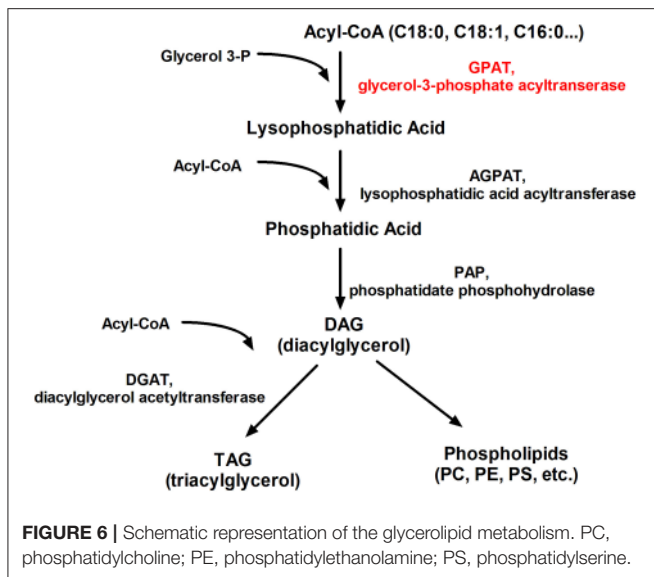 Acyl-CoA (C18:0, C18:1, C16:0...)
Glycerol 3-P
GPAT,
glycerol-3-phosphate acyltranserase
Lysophosphatidic Acid
Acyl-CoA
AGPAT,
lysophosphatidic acid acyltransferase
Phosphatidic Acid
PAP,
phosphatidate phosphohydrolase
Acyl-CoA
DAG
(diacylglycerol)
DGAT,
diacylglycerol acetyltransferase
TAG
(triacylglycerol)
Phospholipids
(PC, PE, PS, etc.)
FIGURE 6 | Schematic representation of the glycerolipid metabolism. PC,
phosphatidylcholine; PE, phosphatidylethanolamine; PS, phosphatidylserine.